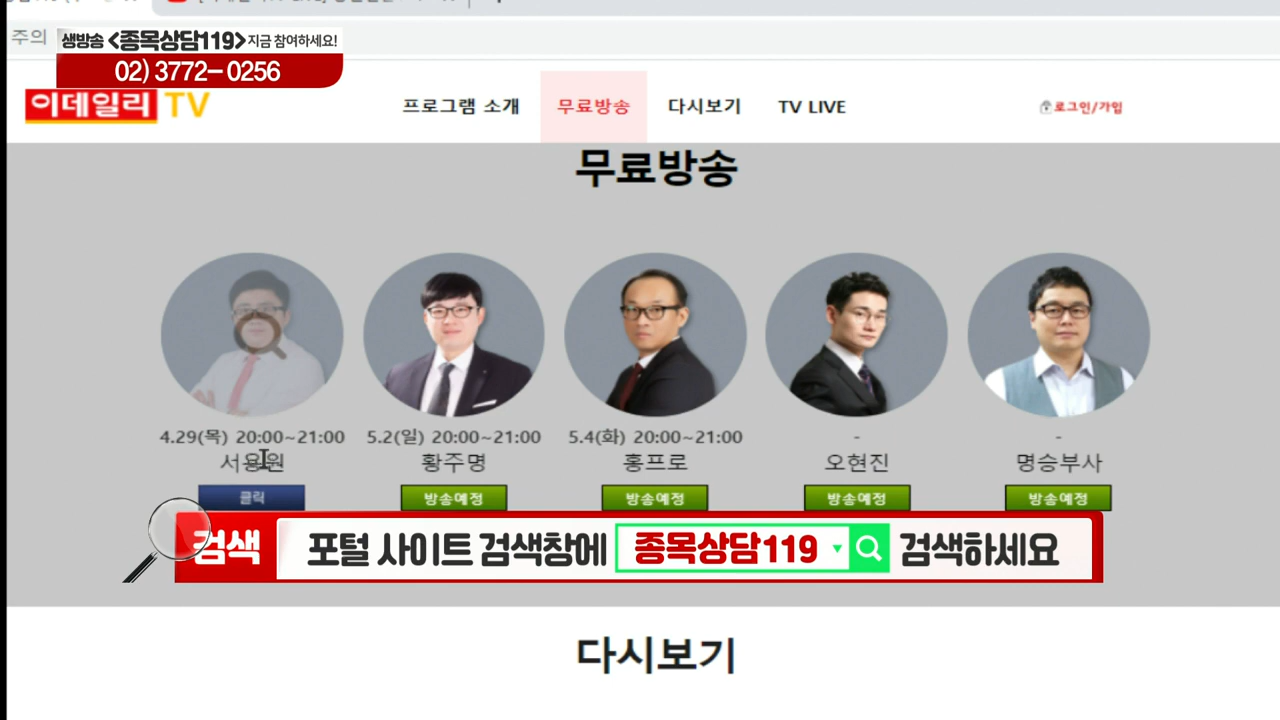 주의
생방송 <종목상담119> 지금 참여하세요!
02) 3772-0256
이데일리 TV
프로그램 소개
무료방송
다시보기
TV LIVE
로그인/가입
무료방송
4.29(목) 20:00~21:00
5.2(일) 20:00~21:00
5.4(화) 20:00~21:00
-
-
서용원
황주명
홍프로
오현진
명승부사
클릭
방송예정
방송예정
방송예정
방송예정
검색
포털 사이트 검색창에 종목상담119 검색하세요
다시보기